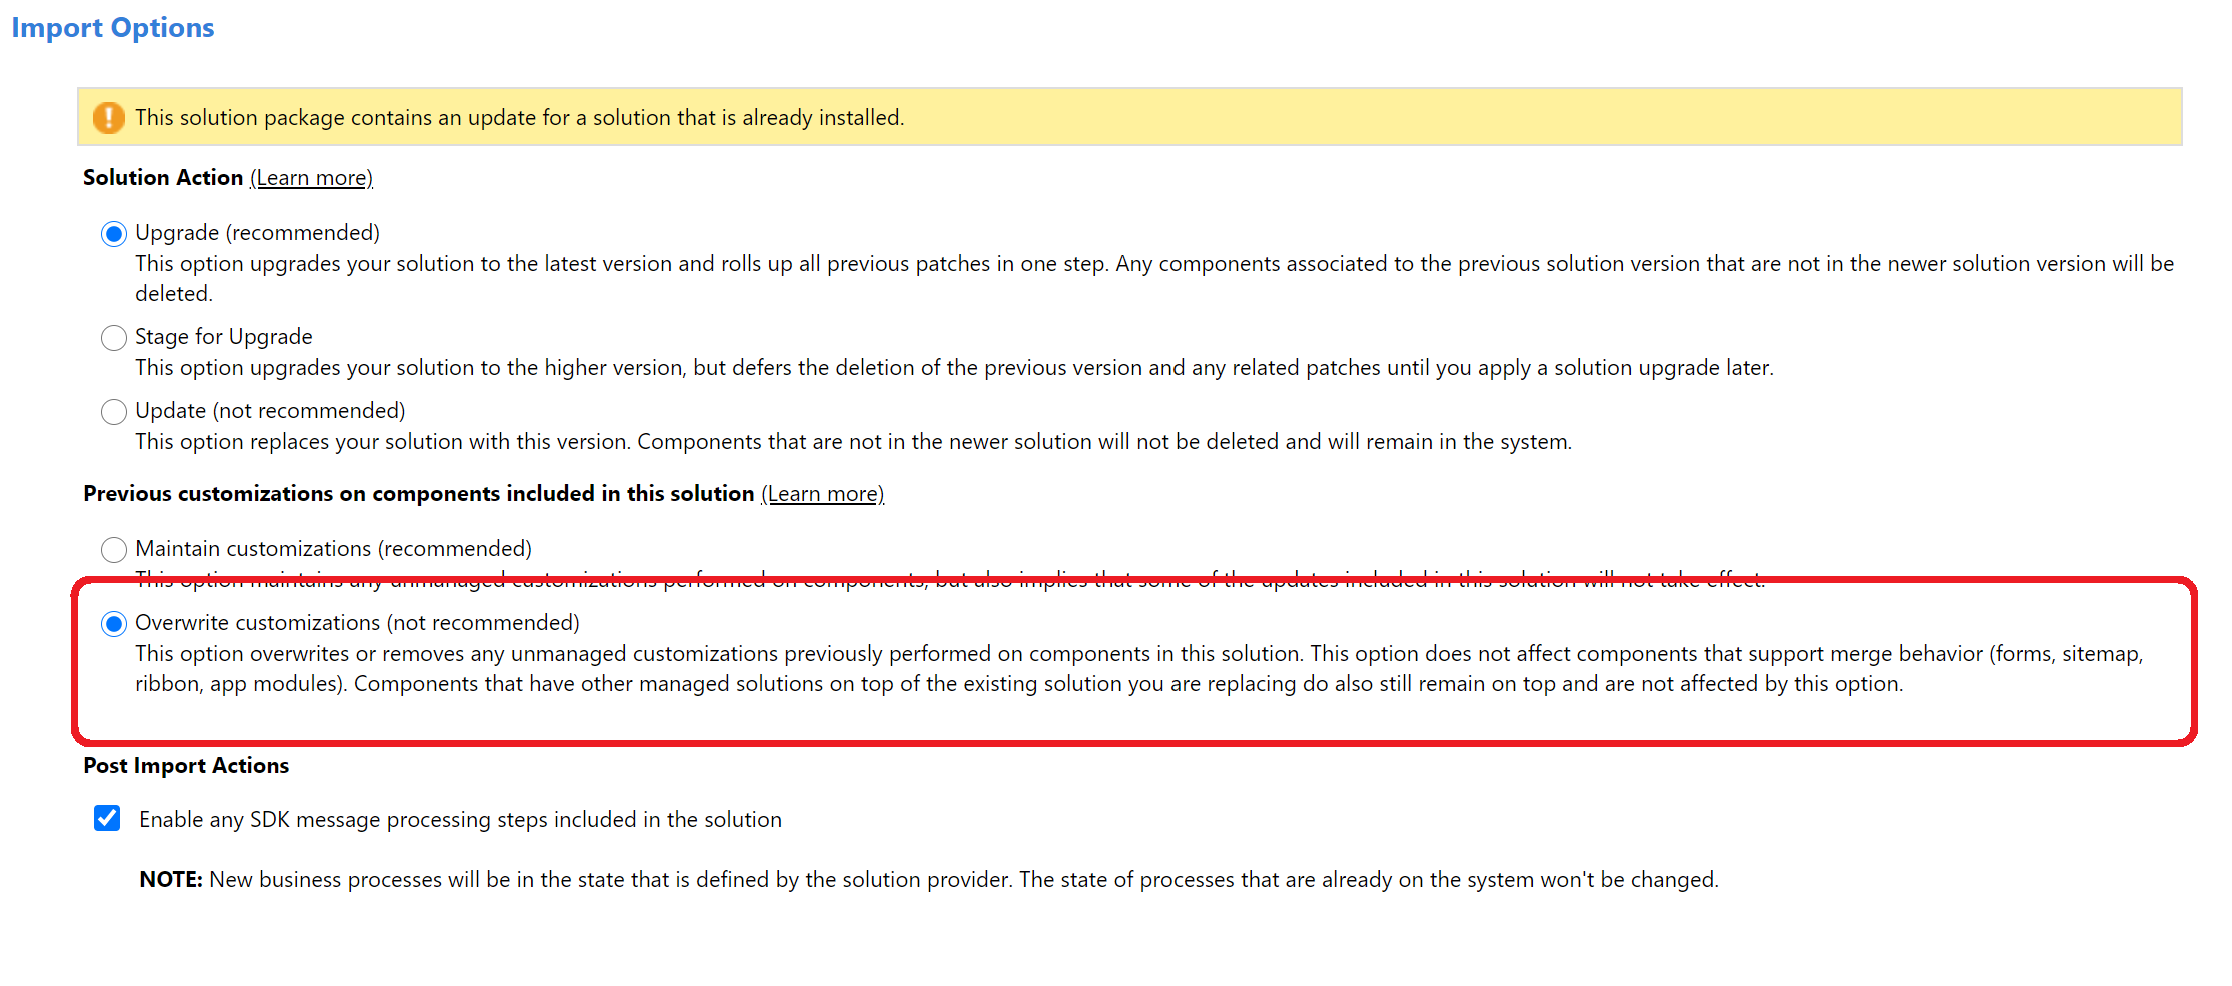 Import Options
This solution package contains an update for a solution that is already installed.
Solution Action (Learn more)
Upgrade (recommended)
This option upgrades your solution to the latest version and rolls up all previous patches in one step. Any components associated to the previous solution version that are not in the newer solution version will be
deleted.
Stage for Upgrade
This option upgrades your solution to the higher version, but defers the deletion of the previous version and any related patches until you apply a solution upgrade later.
Update (not recommended)
This option replaces your solution with this version. Components that are not in the newer solution will not be deleted and will remain in the system.
Previous customizations on components included in this solution (Learn more)
Maintain customizations (recommended)
This option maintains any unmanaged customizations performed on components, but also implies that some of the updates included in this solution will not take effect.
Overwrite customizations (not recommended)
This option overwrites or removes any unmanaged customizations previously performed on components in this solution. This option does not affect components that support merge behavior (forms, sitemap,
ribbon, app modules). Components that have other managed solutions on top of the existing solution you are replacing do also still remain on top and are not affected by this option.
Post Import Actions
Enable any SDK message processing steps included in the solution
NOTE: New business processes will be in the state that is defined by the solution provider. The state of processes that are already on the system won't be changed.